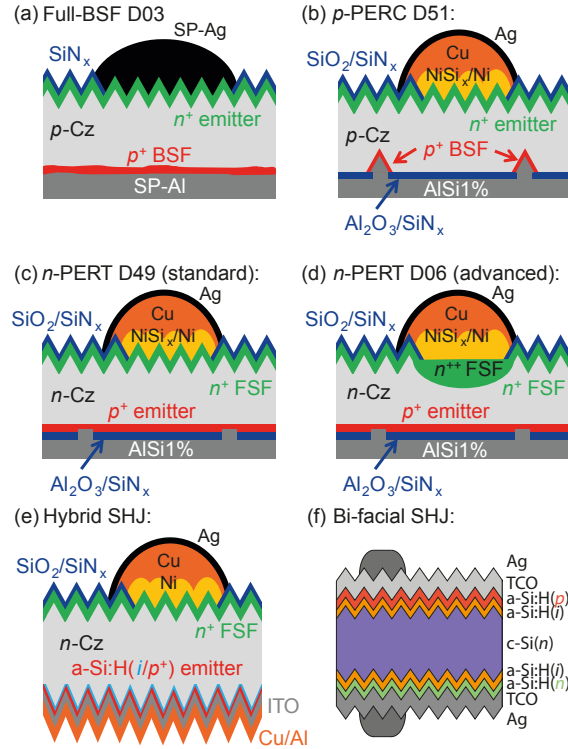 (a) Full-BSF D03
SP-Ag
SiNₓ
n⁺ emitter
p-Cz
p⁺ BSF
SP-Al
(b) p-PERC D51:
Ag
SiO₂/SiNₓ
Cu
NiSiₓ/Ni
n⁺ emitter
p-Cz
p⁺ BSF
AlSi1%
Al₂O₃/SiNₓ
(c) n-PERT D49 (standard):
Ag
SiO₂/SiNₓ
Cu
NiSiₓ/Ni
n⁺ FSF
n-Cz
p⁺ emitter
AlSi1%
Al₂O₃/SiNₓ
(d) n-PERT D06 (advanced):
Ag
SiO₂/SiNₓ
Cu
NiSiₓ/Ni
n⁺⁺ FSF
n⁺ FSF
n-Cz
p⁺ emitter
AlSi1%
Al₂O₃/SiNₓ
(e) Hybrid SHJ:
Ag
SiO₂/SiNₓ
Cu
Ni
n⁺ FSF
n-Cz
a-Si:H(i/p⁺) emitter
ITO
Cu/Al
(f) Bi-facial SHJ:
Ag
TCO
a-Si:H(p)
a-Si:H(i)
c-Si(n)
a-Si:H(i)
a-Si:H(n)
TCO
Ag